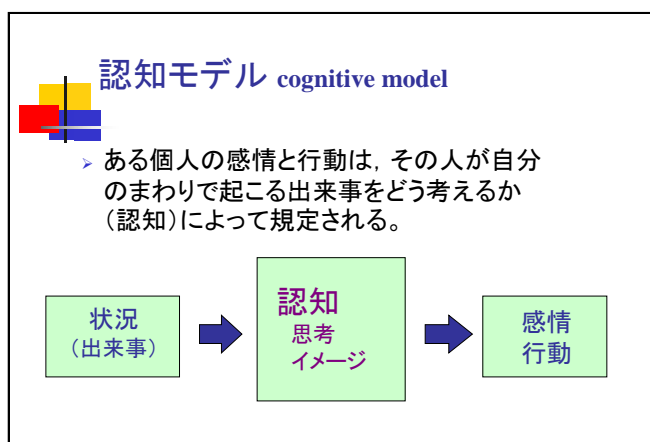 認知モデル cognitive model
ある個人の感情と行動は，その人が自分
のまわりで起こる出来事をどう考えるか
（認知）によって規定される。
状況
（出来事）
認知
思考
イメージ
感情
行動